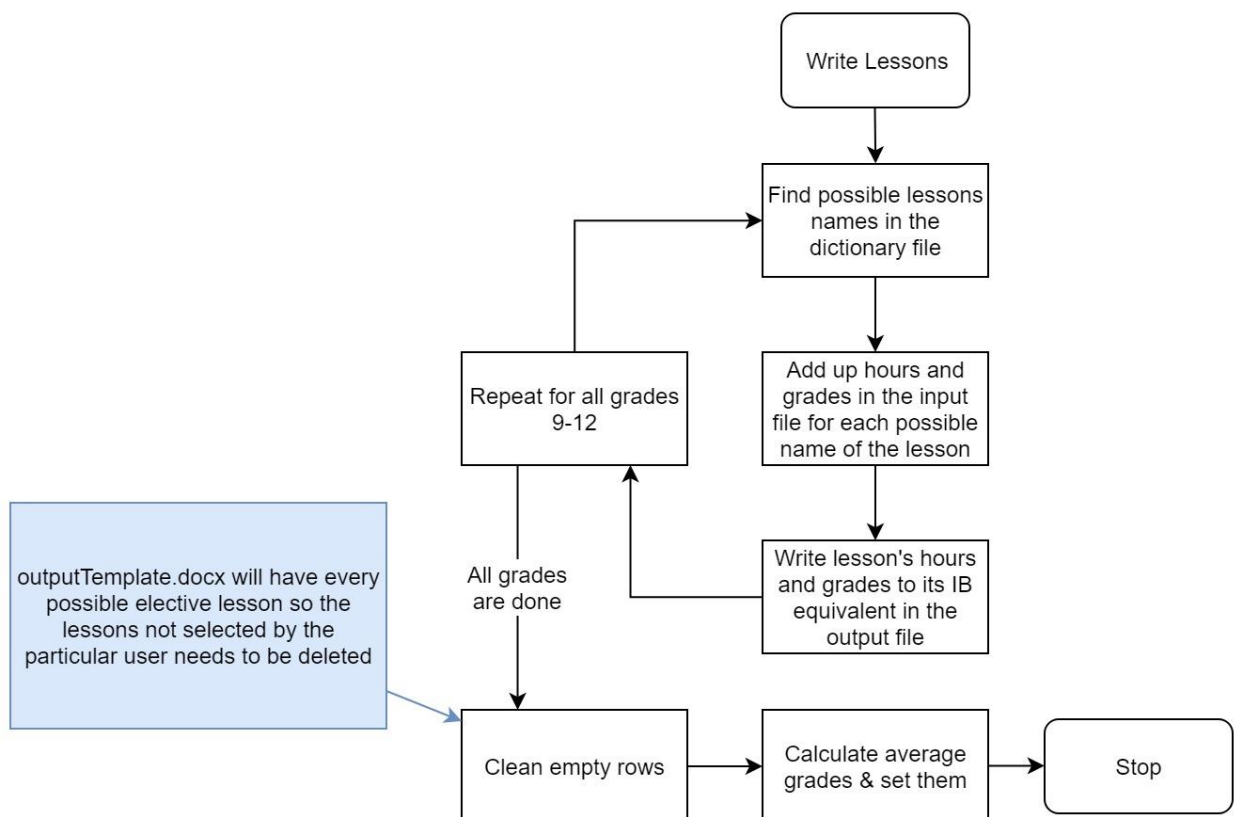 Write Lessons
Find possible lessons
names in the
dictionary file
Repeat for all grades
9-12
Add up hours and
grades in the input
file for each possible
name of the lesson
outputTemplate.docx will have every
possible elective lesson so the
lessons not selected by the
particular user needs to be deleted
All grades
are done
Write lesson's hours
and grades to its IB
equivalent in the
output file
Clean empty rows
Calculate average
grades & set them
Stop